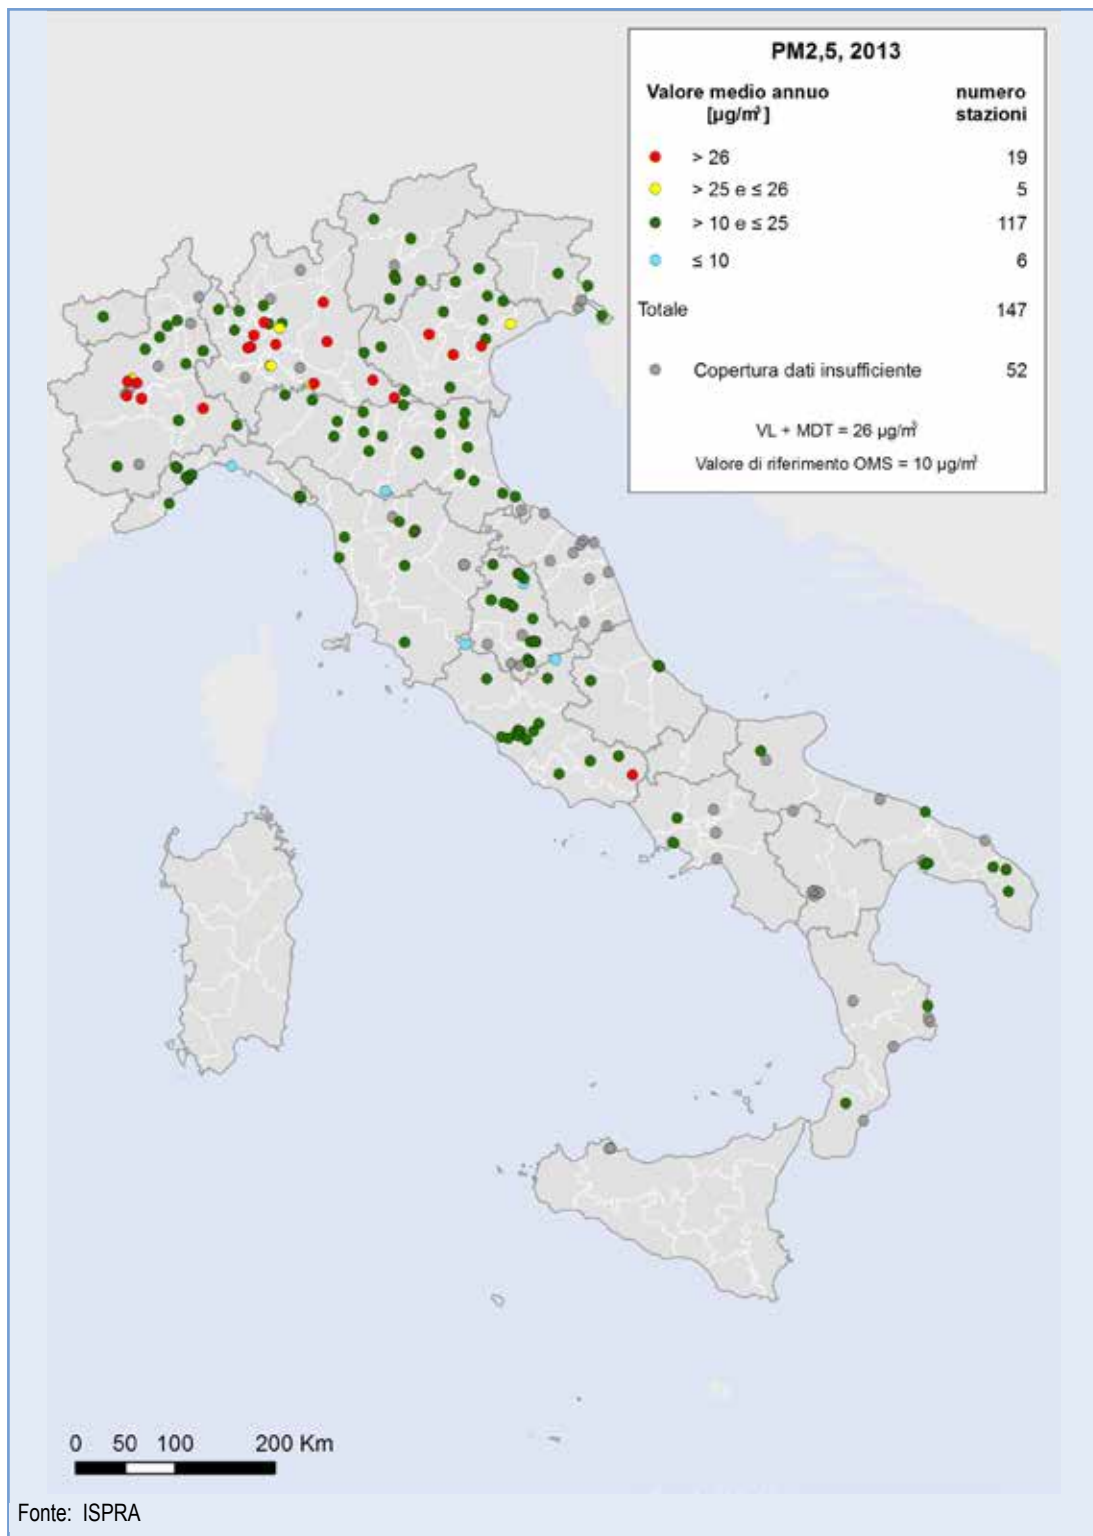 PM2,5, 2013
Valore medio annuo numero
[µg/m³] stazioni
> 26 19
> 25 e ≤ 26 5
> 10 e ≤ 25 117
≤ 10 6
Totale 147
Copertura dati insufficiente 52
VL + MDT = 26 µg/m³
Valore di riferimento OMS = 10 µg/m³
0 50 100 200 Km
Fonte: ISPRA